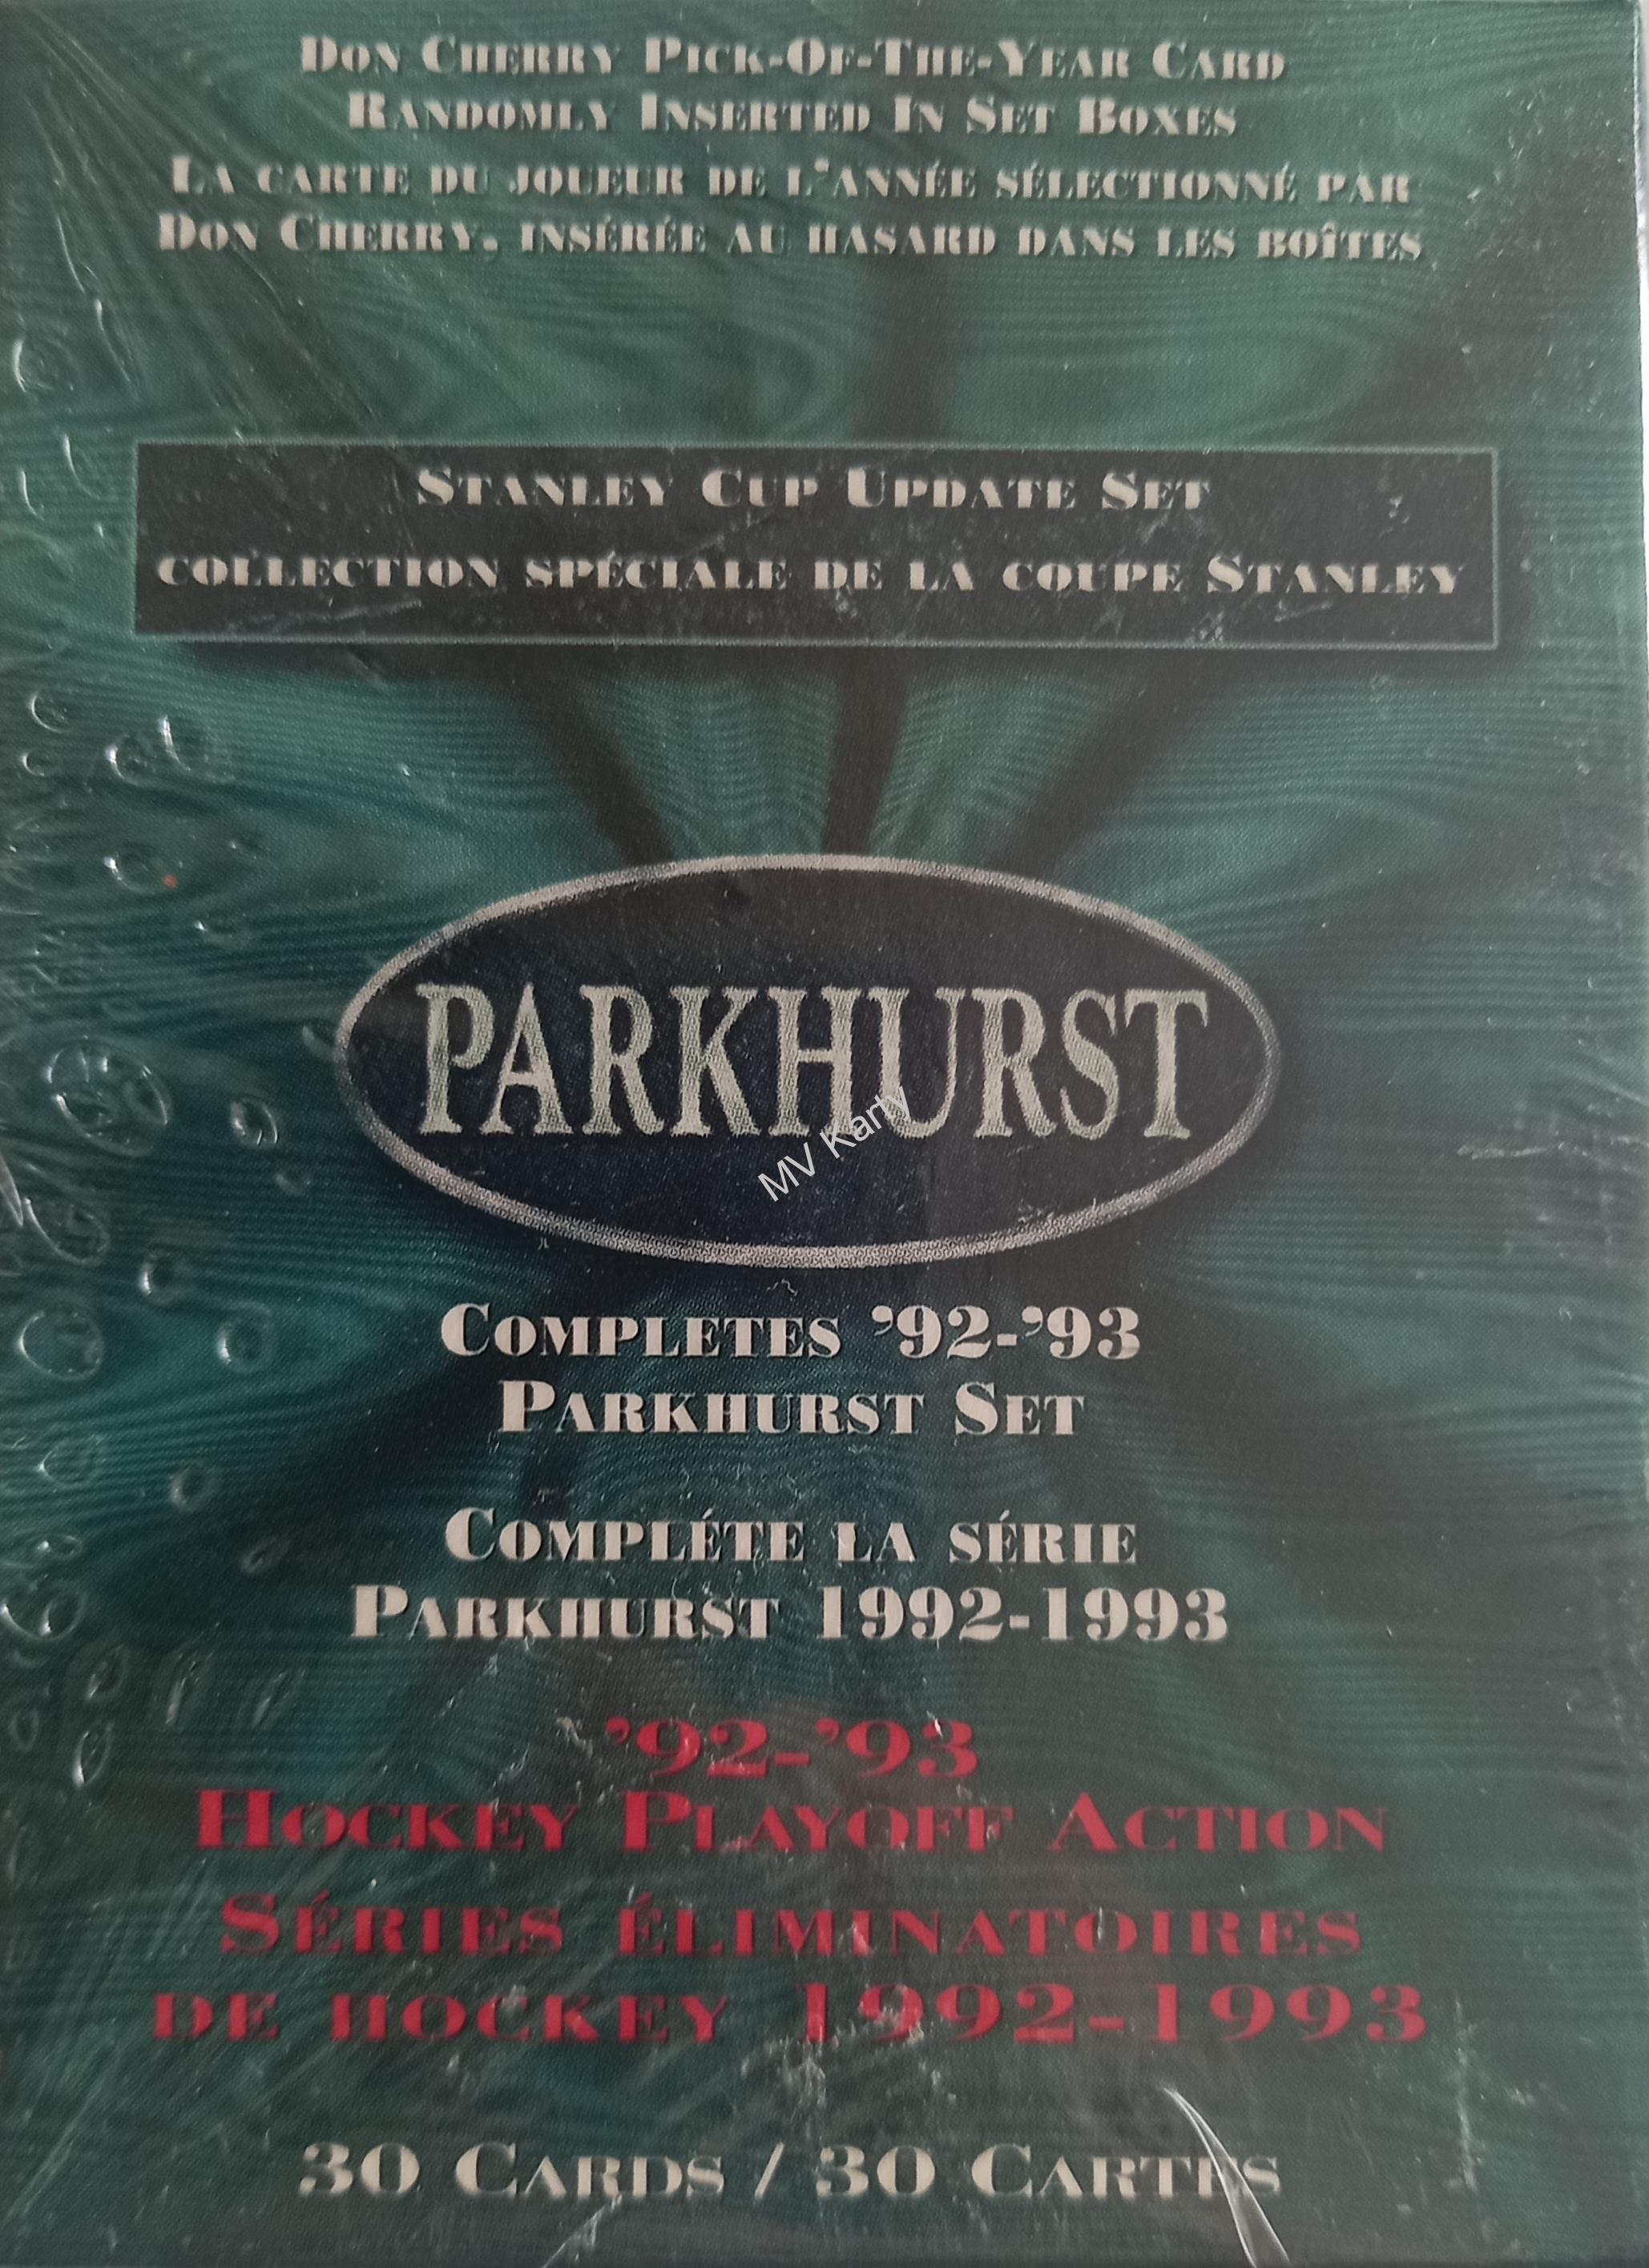 Don Cherry Pick-Of-The-Year Card
Randomly Inserted In Set Boxes
La carte du joueur de l'année sélectionné par
Don Cherry, insérée au hasard dans les boîtes
Stanley Cup Update Set
collection spéciale de la coupe Stanley
PARKHURST
MV Karty
Completes '92-'93
Parkhurst Set
Compléte la série
Parkhurst 1992-1993
'92-'93
Hockey Playoff Action
Séries éliminatoires
de hockey 1992-1993
30 Cards / 30 Cartes